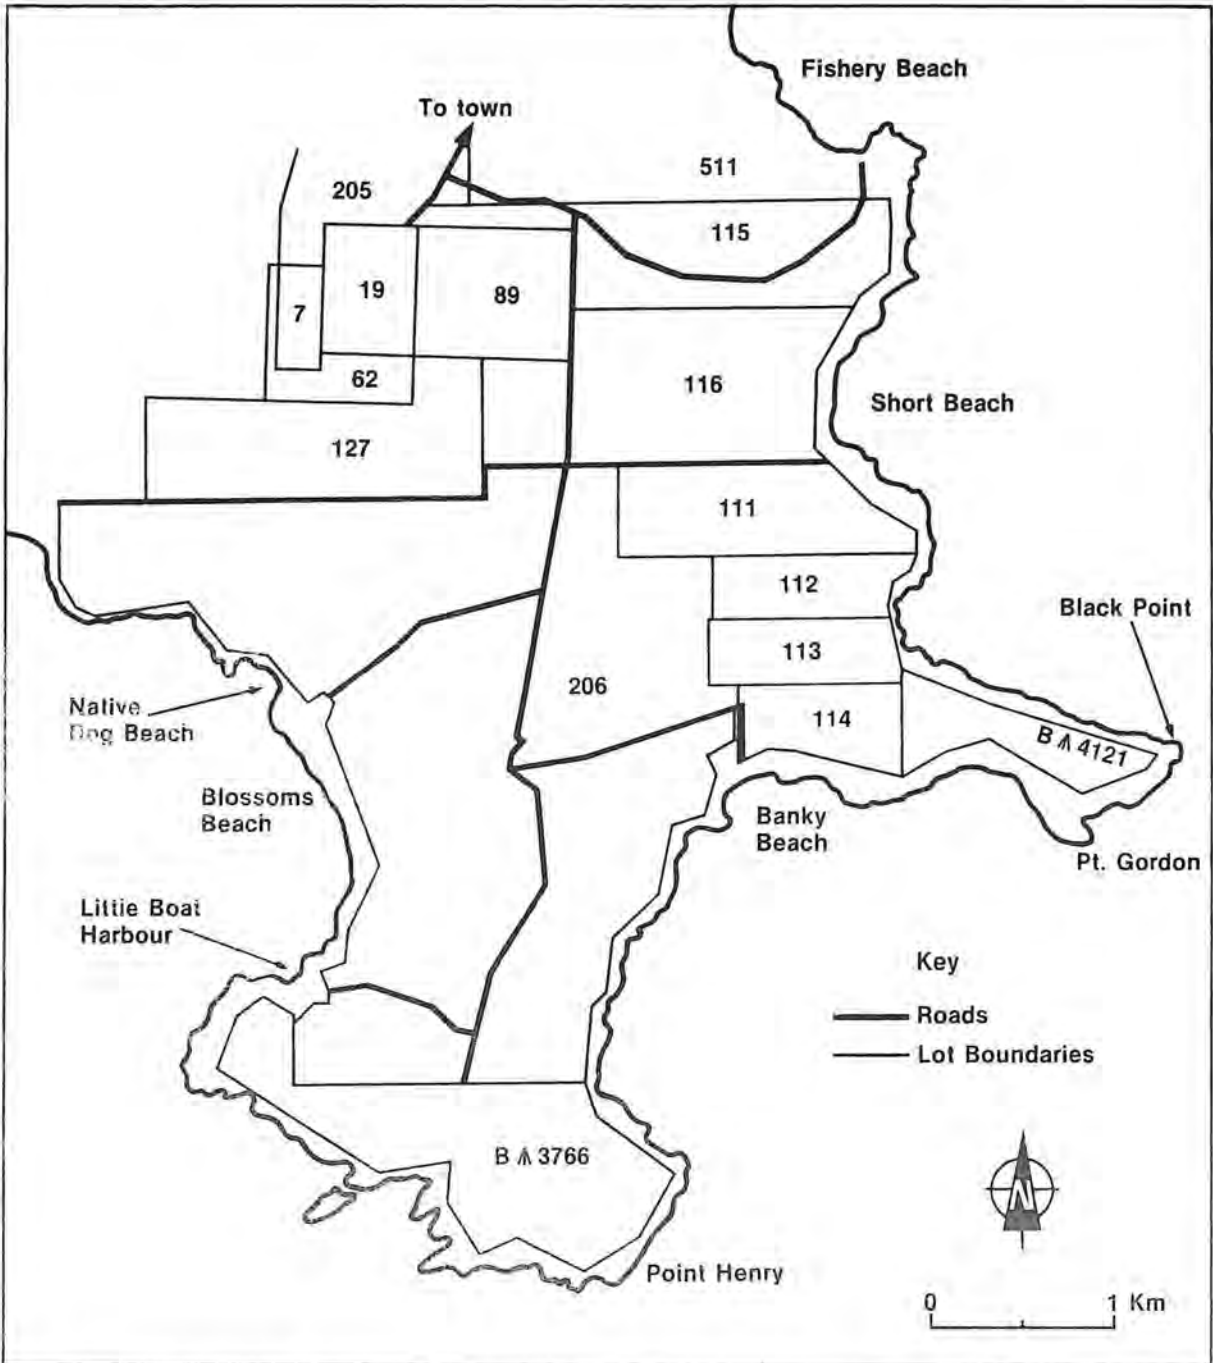 Fishery Beach
To town
511
205
115
19
89
7
62
116
Short Beach
127
111
112
Black Point
113
206
Native
Dog Beach
114
B 4121
Blossoms
Beach
Banky
Beach
Pt. Gordon
Little Boat
Harbour
Key
Roads
Lot Boundaries
B 3766
N
Point Henry
0 1 Km